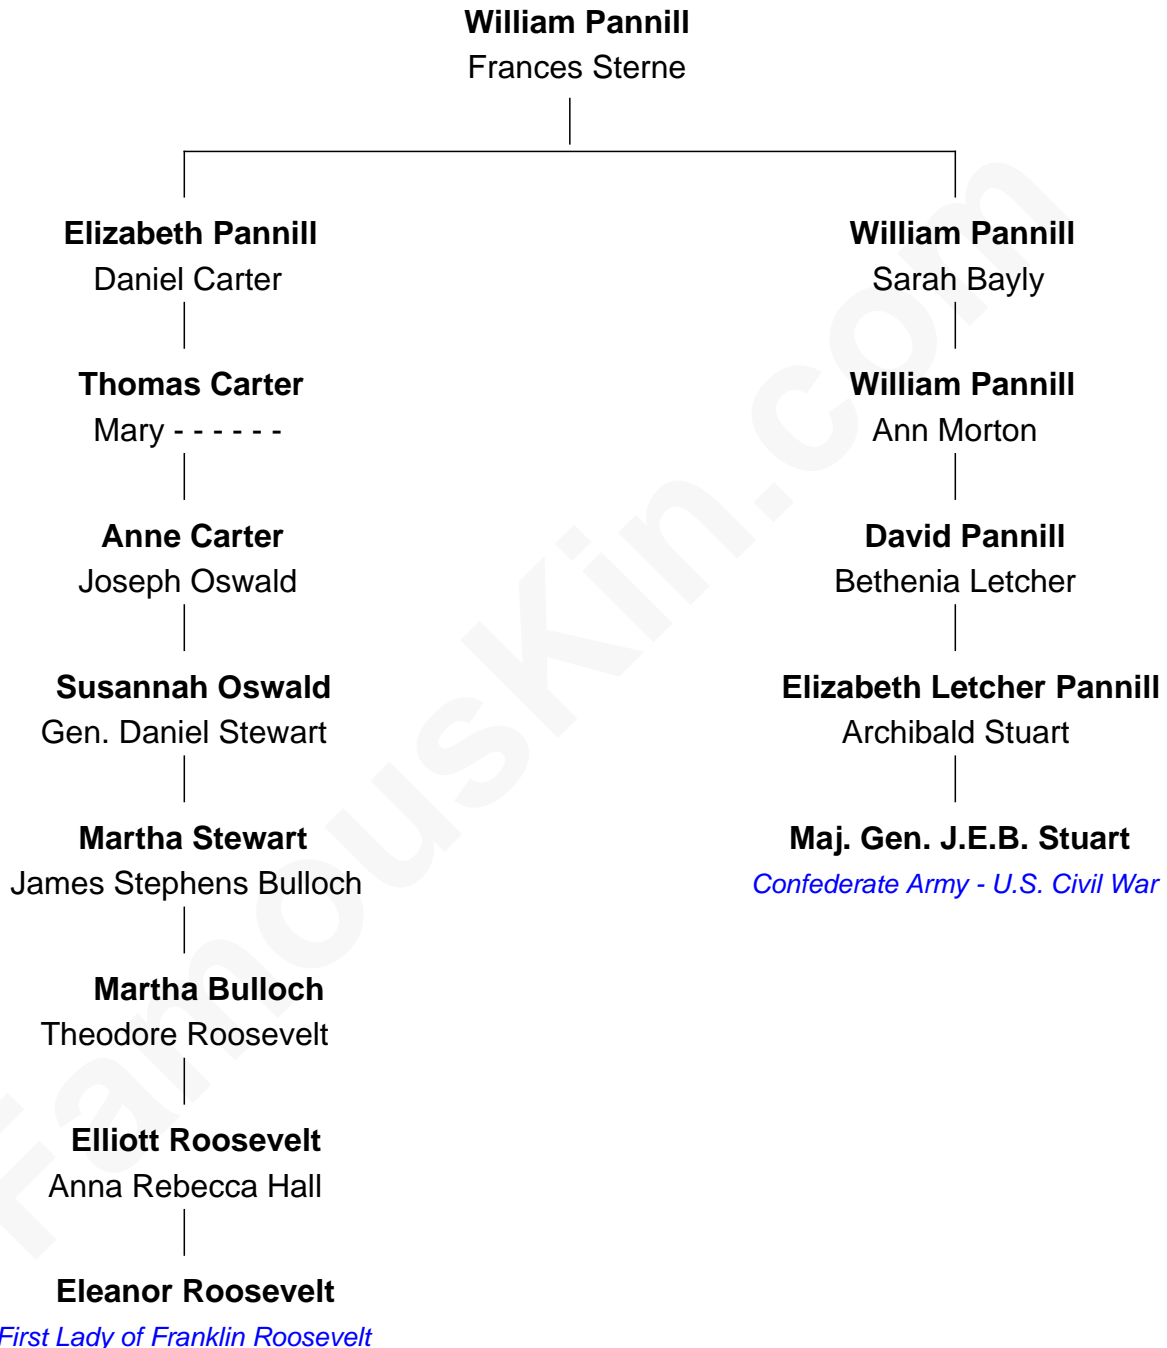 William Pannill
Frances Sterne
Elizabeth Pannill
Daniel Carter
William Pannill
Sarah Bayly
Thomas Carter
Mary - - - - - -
William Pannill
Ann Morton
Anne Carter
Joseph Oswald
David Pannill
Bethenia Letcher
Susannah Oswald
Gen. Daniel Stewart
Elizabeth Letcher Pannill
Archibald Stuart
Martha Stewart
James Stephens Bulloch
Maj. Gen. J.E.B. Stuart
Confederate Army - U.S. Civil War
Martha Bulloch
Theodore Roosevelt
Elliott Roosevelt
Anna Rebecca Hall
Eleanor Roosevelt
First Lady of Franklin Roosevelt
FamousKin.com